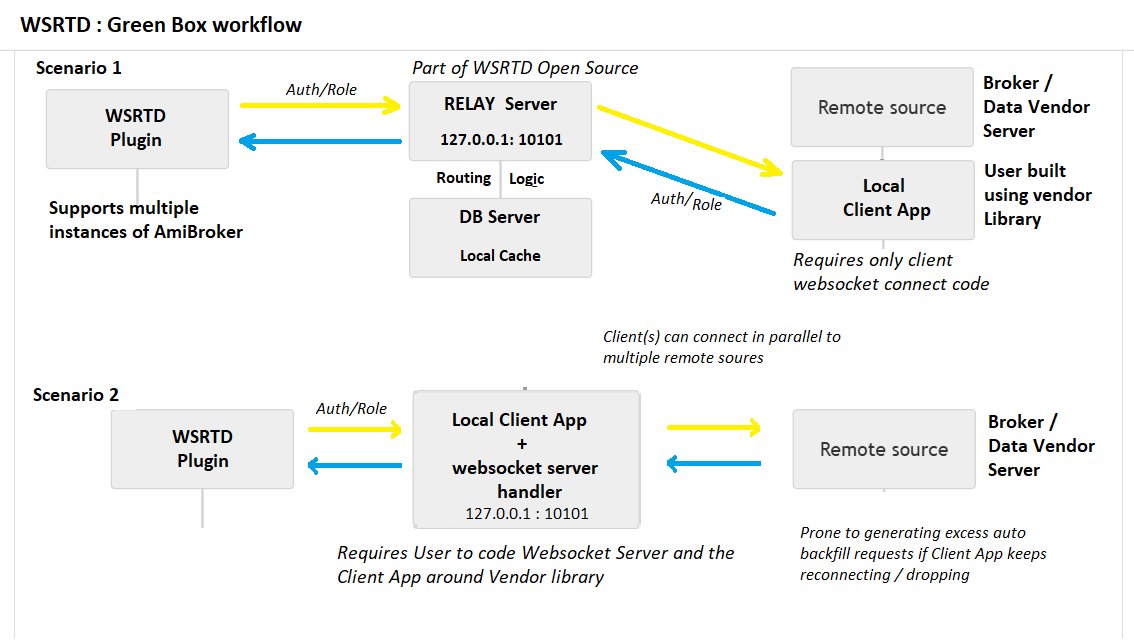 WSRTD : Green Box workflow
Scenario 1
Part of WSRTD Open Source
Auth/Role
WSRTD
Plugin
RELAY Server
127.0.0.1: 10101
Remote source
Broker /
Data Vendor
Server
Routing
Logic
Supports multiple
instances of AmiBroker
DB Server
Local Cache
Auth/Role
Local
Client App
User built
using vendor
Library
Requires only client
websocket connect code
Client(s) can connect in parallel to
multiple remote soures
Scenario 2
Auth/Role
WSRTD
Plugin
Local Client App
+
websocket server
handler
127.0.0.1 : 10101
Remote source
Broker /
Data Vendor
Server
Requires User to code Websocket Server and the
Client App around Vendor library
Prone to generating excess auto
backfill requests if Client App keeps
reconnecting / dropping